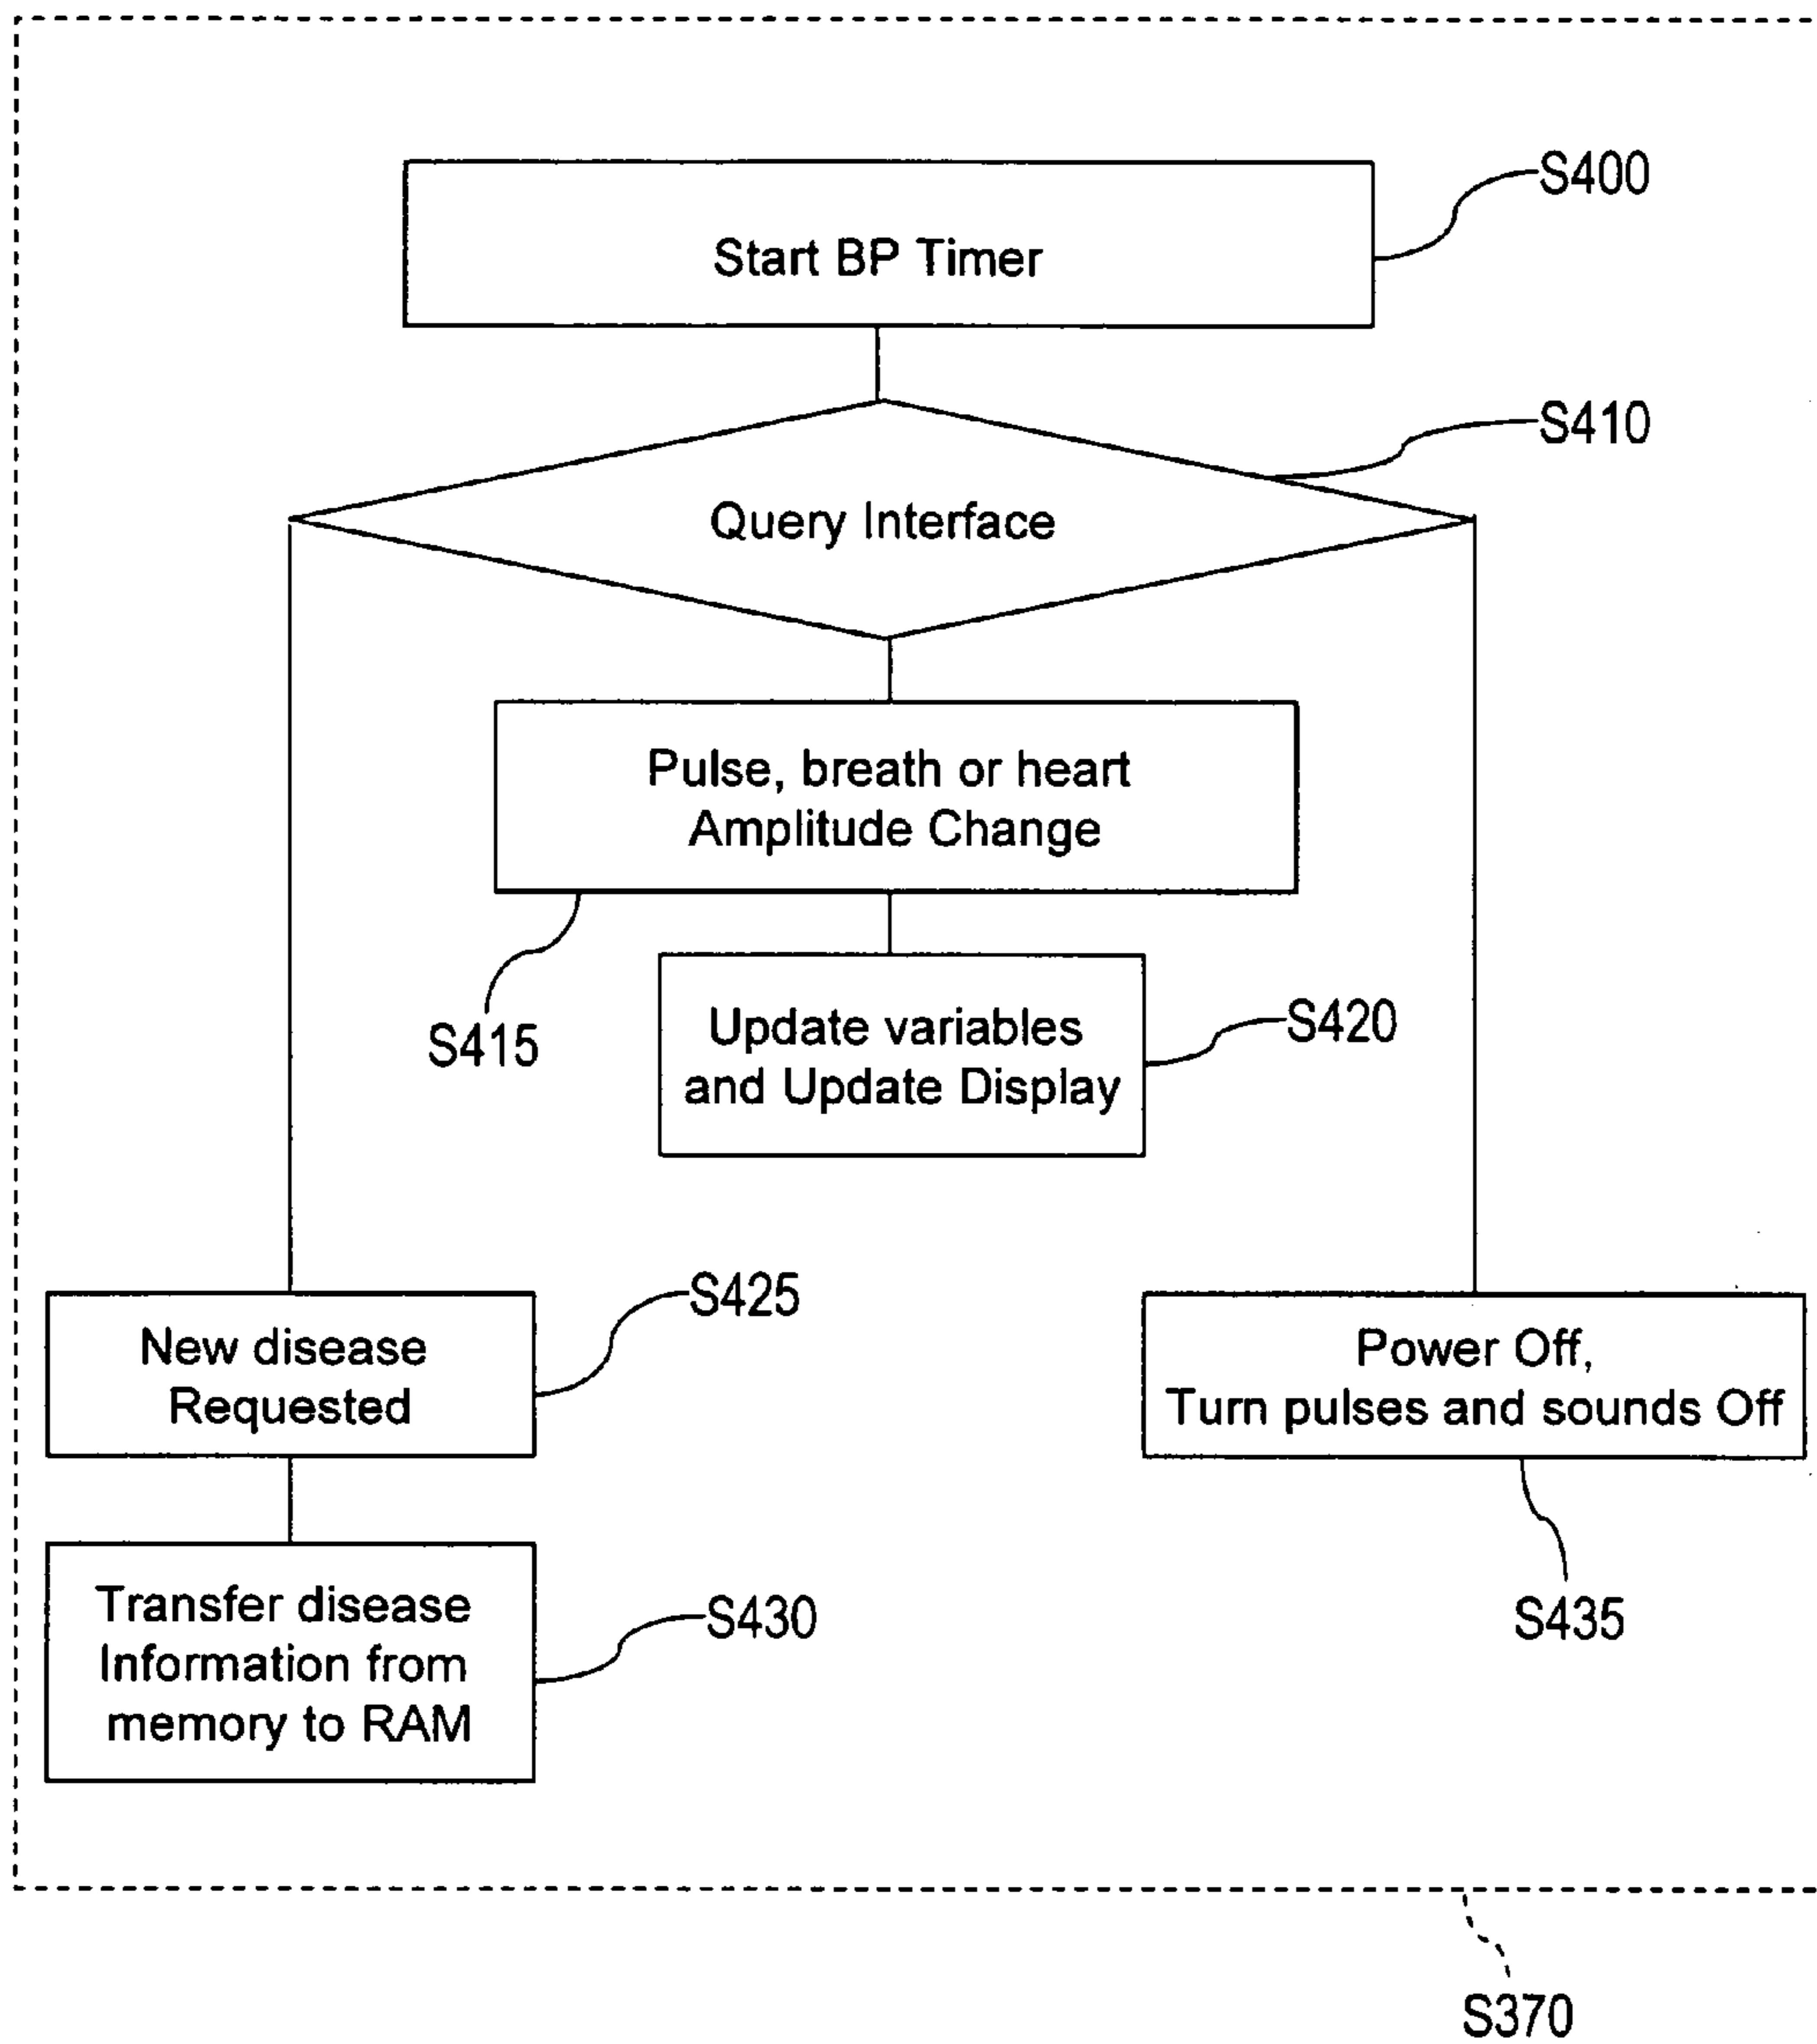 S400
Start BP Timer
S410
Query Interface
Pulse, breath or heart
Amplitude Change
S415
Update variables
and Update Display
S420
New disease
Requested
S425
Power Off,
Turn pulses and sounds Off
S435
Transfer disease
Information from
memory to RAM
S430
S370